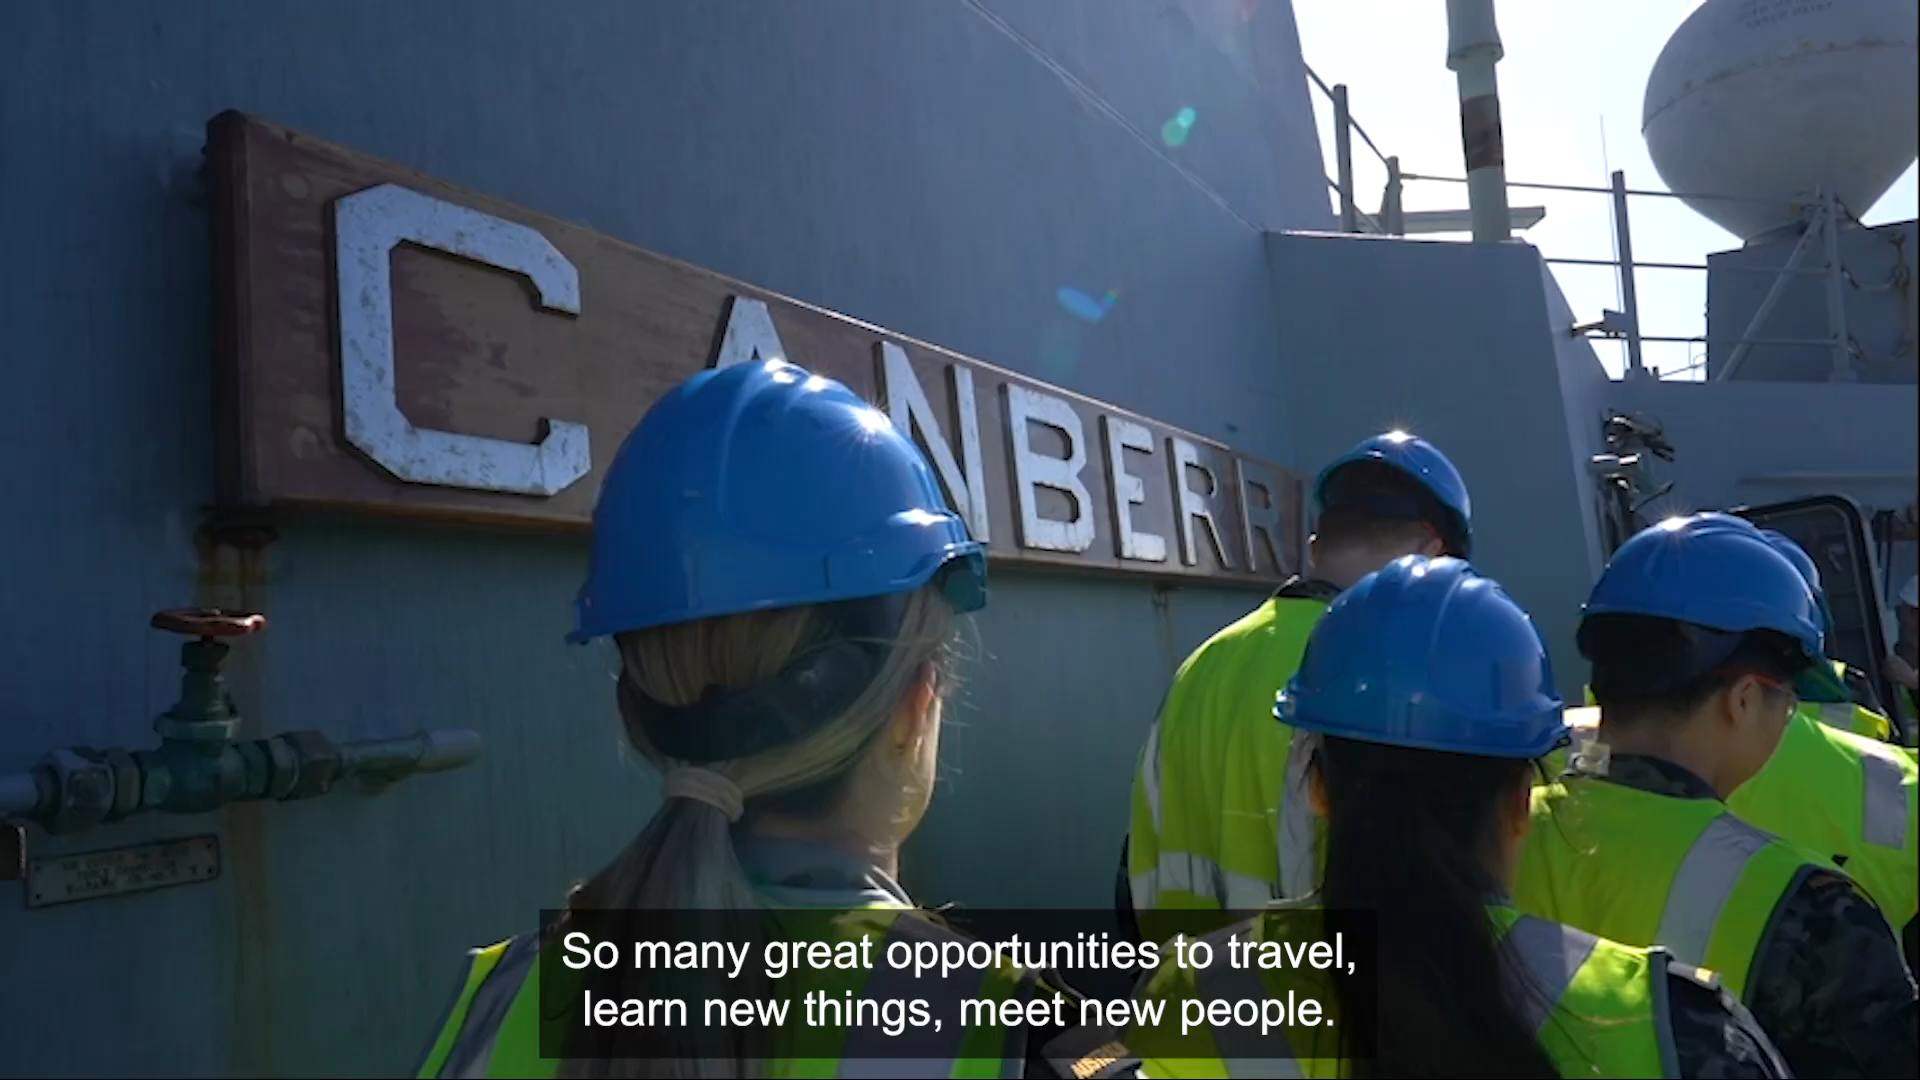 CANBERR
So many great opportunities to travel,
learn new things, meet new people.